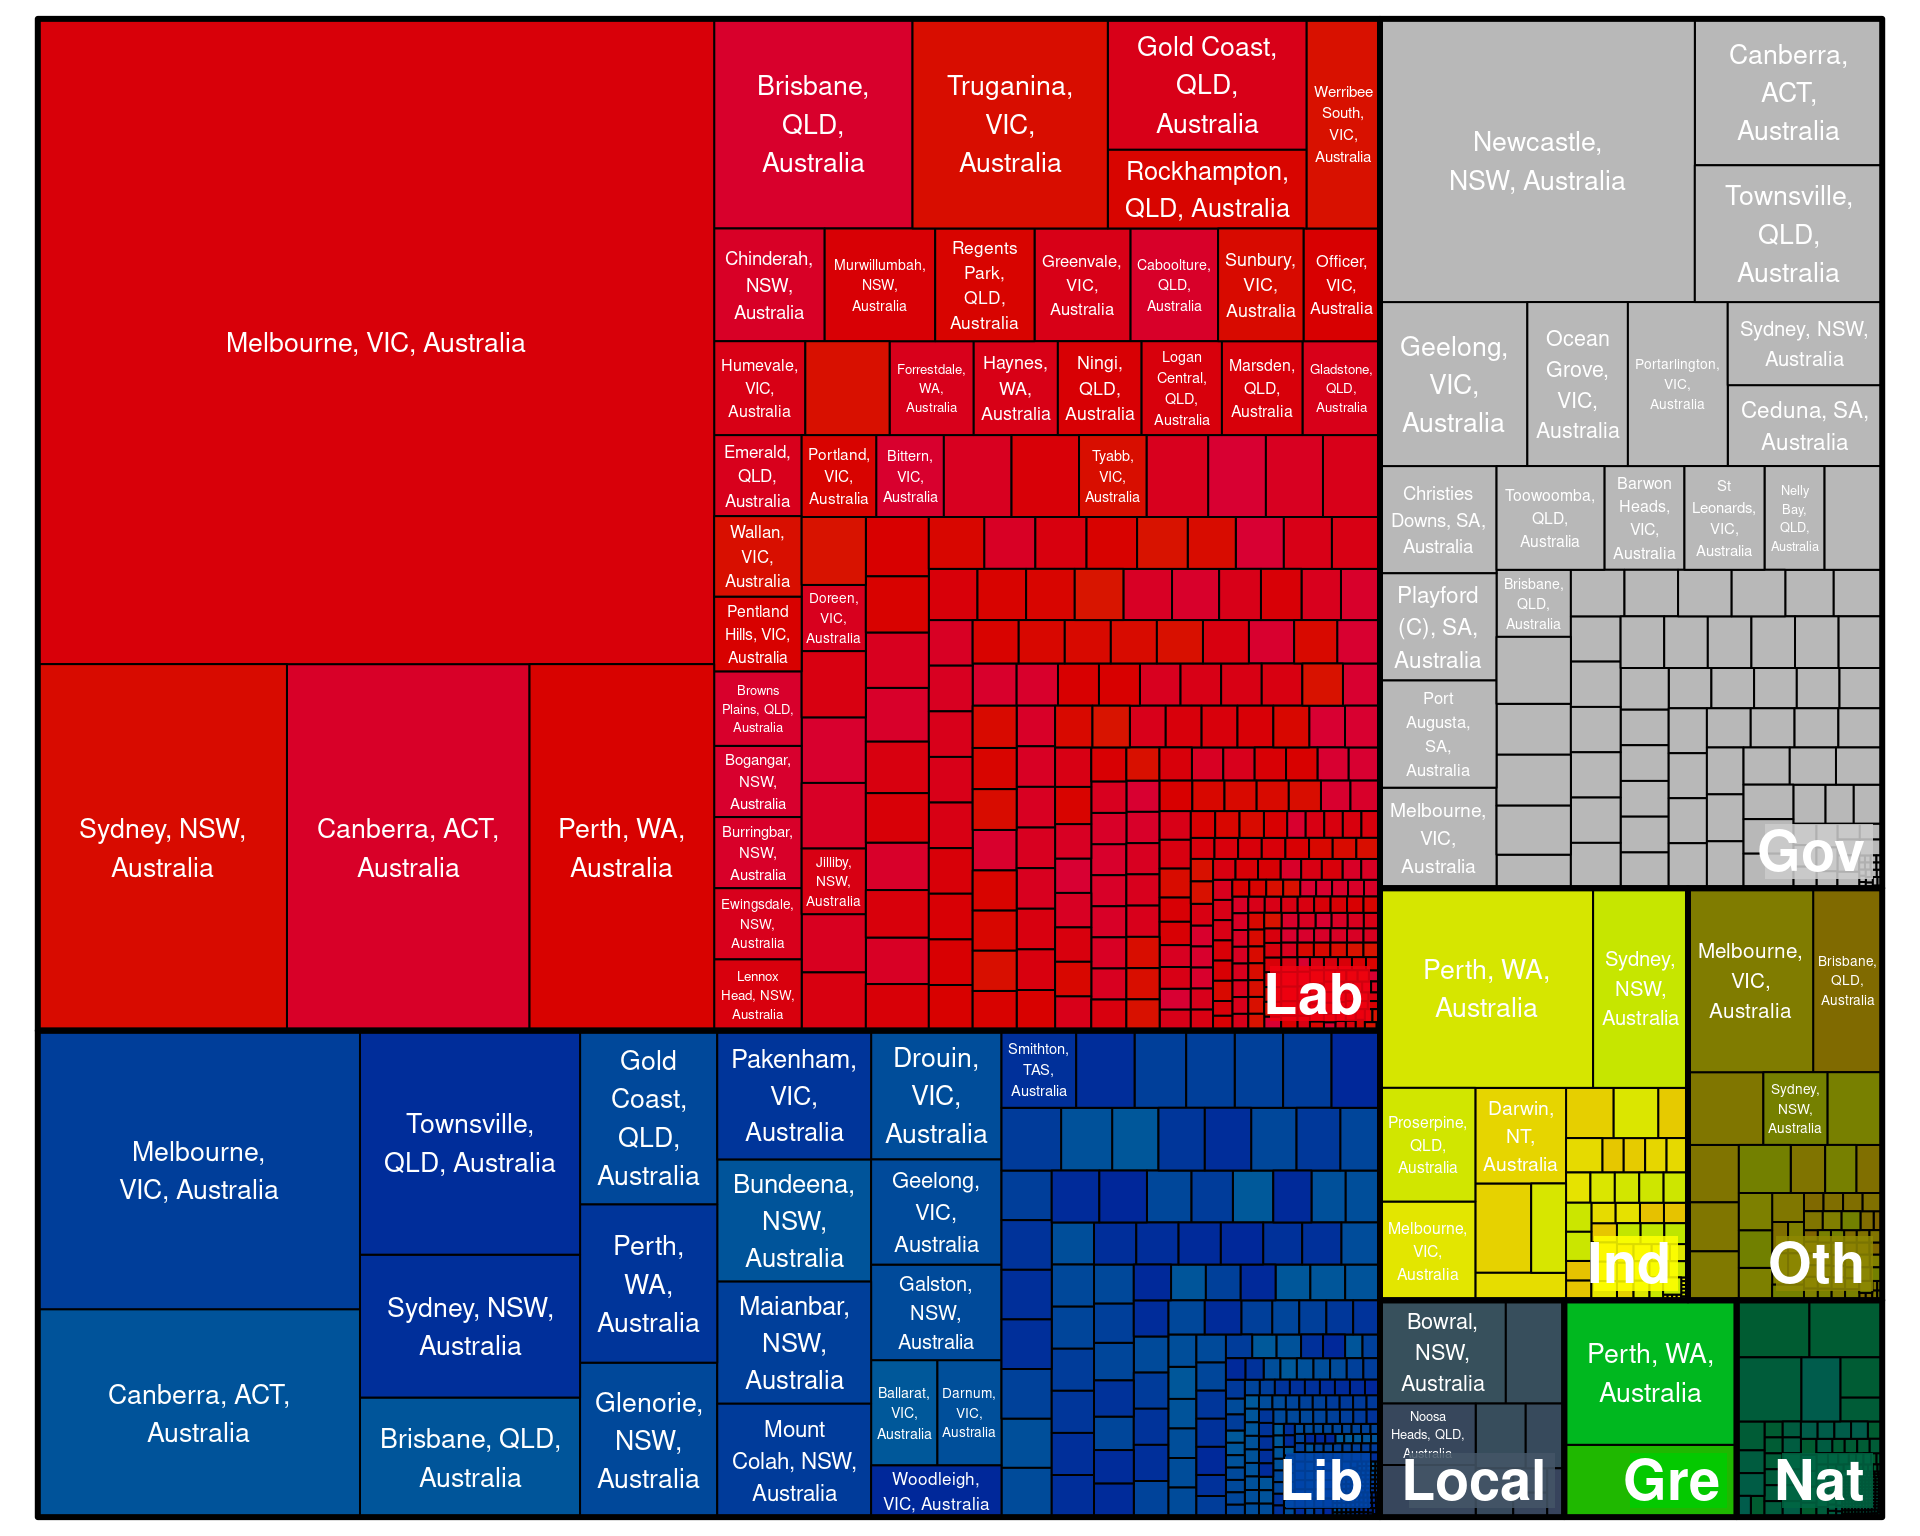 Melbourne, VIC, Australia
Sydney, NSW,
Australia
Canberra, ACT,
Australia
Perth, WA,
Australia
Brisbane,
QLD,
Australia
Truganina,
VIC,
Australia
Gold Coast,
QLD,
Australia
Rockhampton,
QLD, Australia
Werribee
South,
VIC,
Australia
Chinderah,
NSW,
Australia
Murwillumbah,
NSW,
Australia
Regents
Park,
QLD,
Australia
Greenvale,
VIC,
Australia
Caboolture,
QLD,
Australia
Sunbury,
VIC,
Australia
Officer,
VIC,
Australia
Humevale,
VIC,
Australia
Forrestdale,
WA,
Australia
Haynes,
WA,
Australia
Ningi,
QLD,
Australia
Logan
Central,
QLD,
Australia
Marsden,
QLD,
Australia
Gladstone,
QLD,
Australia
Emerald,
QLD,
Australia
Portland,
VIC,
Australia
Bittern,
VIC,
Australia
Tyabb,
VIC,
Australia
Wallan,
VIC,
Australia
Pentland
Hills, VIC,
Australia
Doreen,
VIC,
Australia
Browns
Plains, QLD,
Australia
Bogangar,
NSW,
Australia
Burringbar,
NSW,
Australia
Jilliby,
NSW,
Australia
Ewingsdale,
NSW,
Australia
Lennox
Head, NSW,
Australia
Lab
Newcastle,
NSW, Australia
Canberra,
ACT,
Australia
Townsville,
QLD,
Australia
Geelong,
VIC,
Australia
Ocean
Grove,
VIC,
Australia
Portarlington,
VIC,
Australia
Sydney, NSW,
Australia
Ceduna, SA,
Australia
Christies
Downs, SA,
Australia
Toowoomba,
QLD,
Australia
Barwon
Heads,
VIC,
Australia
St
Leonards,
VIC,
Australia
Nelly
Bay,
QLD,
Australia
Playford
(C), SA,
Australia
Brisbane,
QLD,
Australia
Port
Augusta,
SA,
Australia
Melbourne,
VIC,
Australia
Gov
Melbourne,
VIC, Australia
Canberra, ACT,
Australia
Townsville,
QLD, Australia
Sydney, NSW,
Australia
Brisbane, QLD,
Australia
Gold
Coast,
QLD,
Australia
Perth,
WA,
Australia
Glenorie,
NSW,
Australia
Pakenham,
VIC,
Australia
Bundeena,
NSW,
Australia
Maianbar,
NSW,
Australia
Mount
Colah, NSW,
Australia
Drouin,
VIC,
Australia
Geelong,
VIC,
Australia
Galston,
NSW,
Australia
Ballarat,
VIC,
Australia
Darnum,
VIC,
Australia
Woodleigh,
VIC, Australia
Smithton,
TAS,
Australia
Lib
Perth, WA,
Australia
Sydney,
NSW,
Australia
Proserpine,
QLD,
Australia
Darwin,
NT,
Australia
Melbourne,
VIC,
Australia
Ind
Melbourne,
VIC,
Australia
Brisbane,
QLD,
Australia
Sydney,
NSW,
Australia
Oth
Bowral,
NSW,
Australia
Noosa
Heads, QLD,
Australia
Local
Perth, WA,
Australia
Gre
Nat